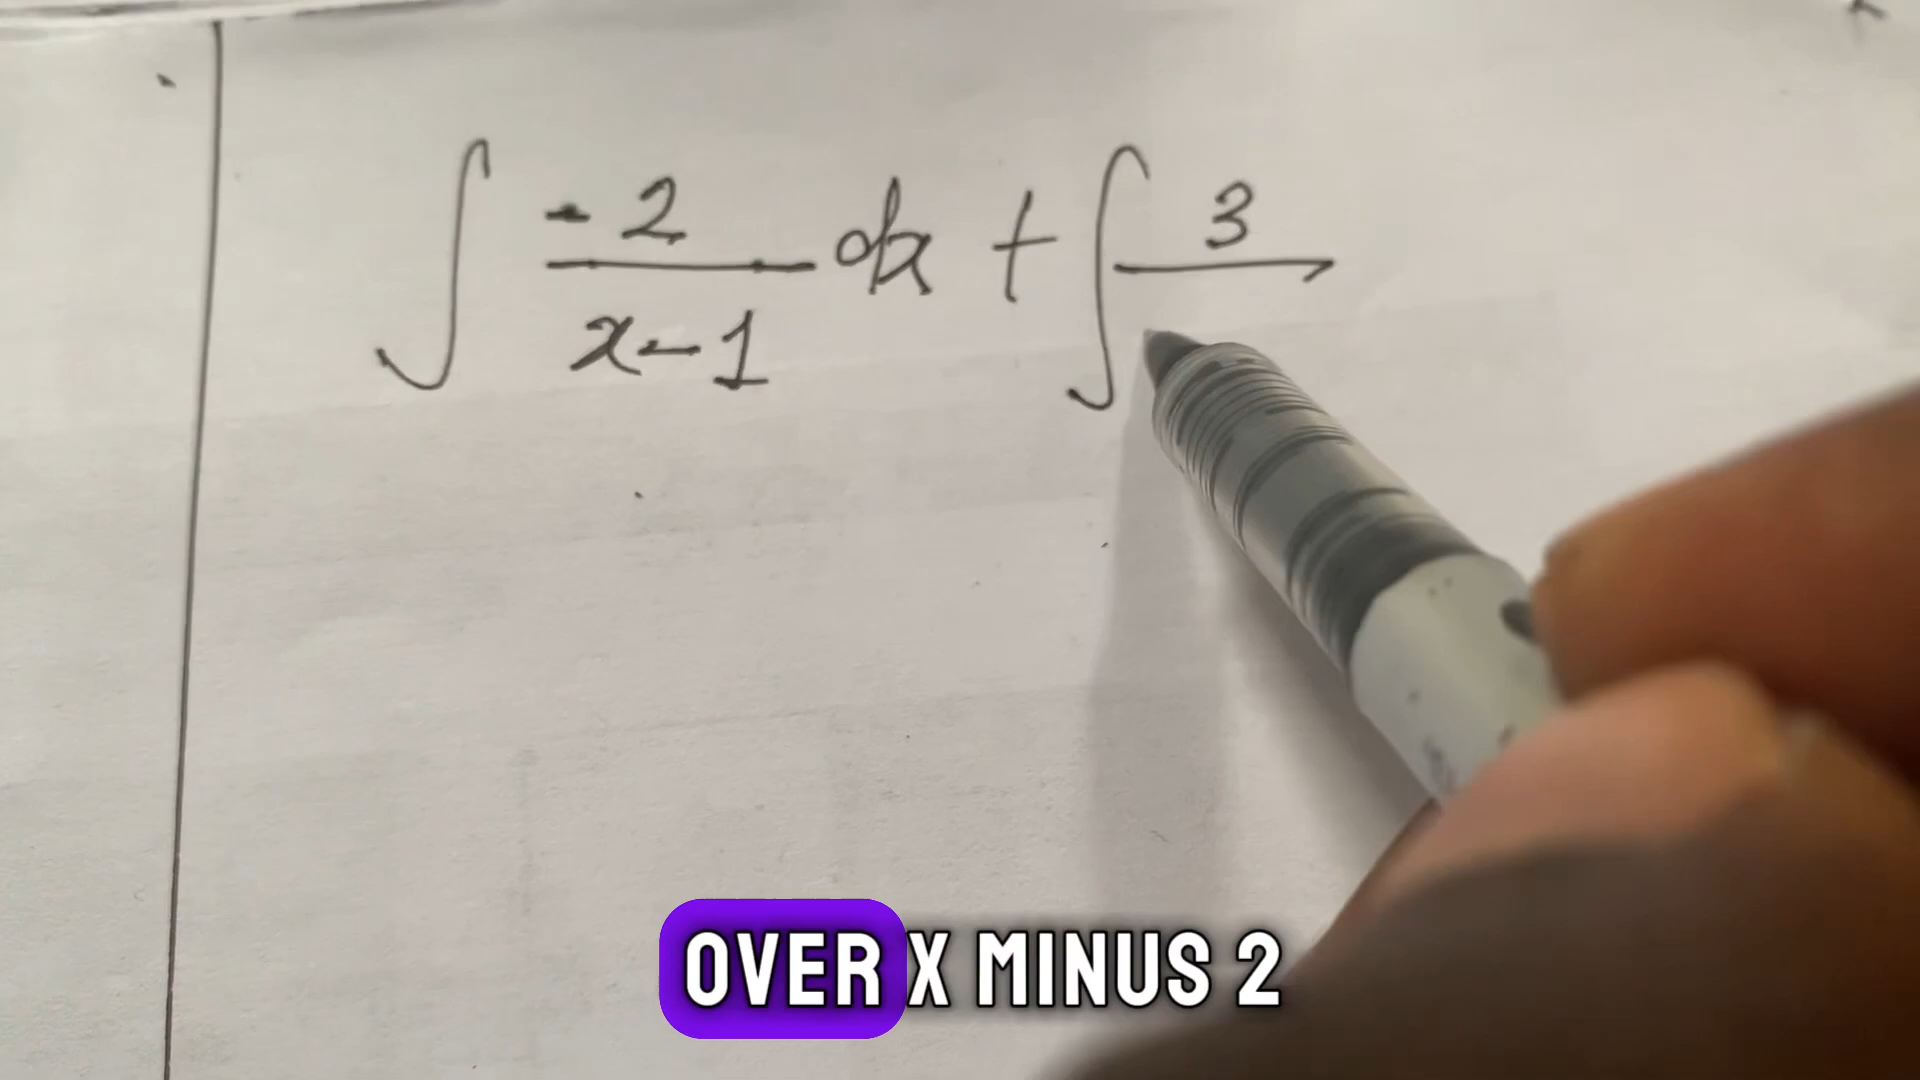 ∫ -2/(x-1) dx + ∫ 3/
OVER X MINUS 2